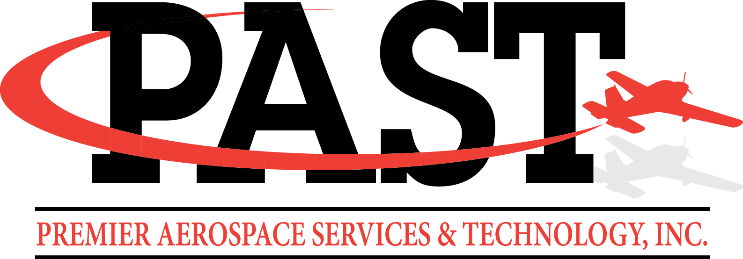 PAST
PREMIER AEROSPACE SERVICES & TECHNOLOGY, INC.